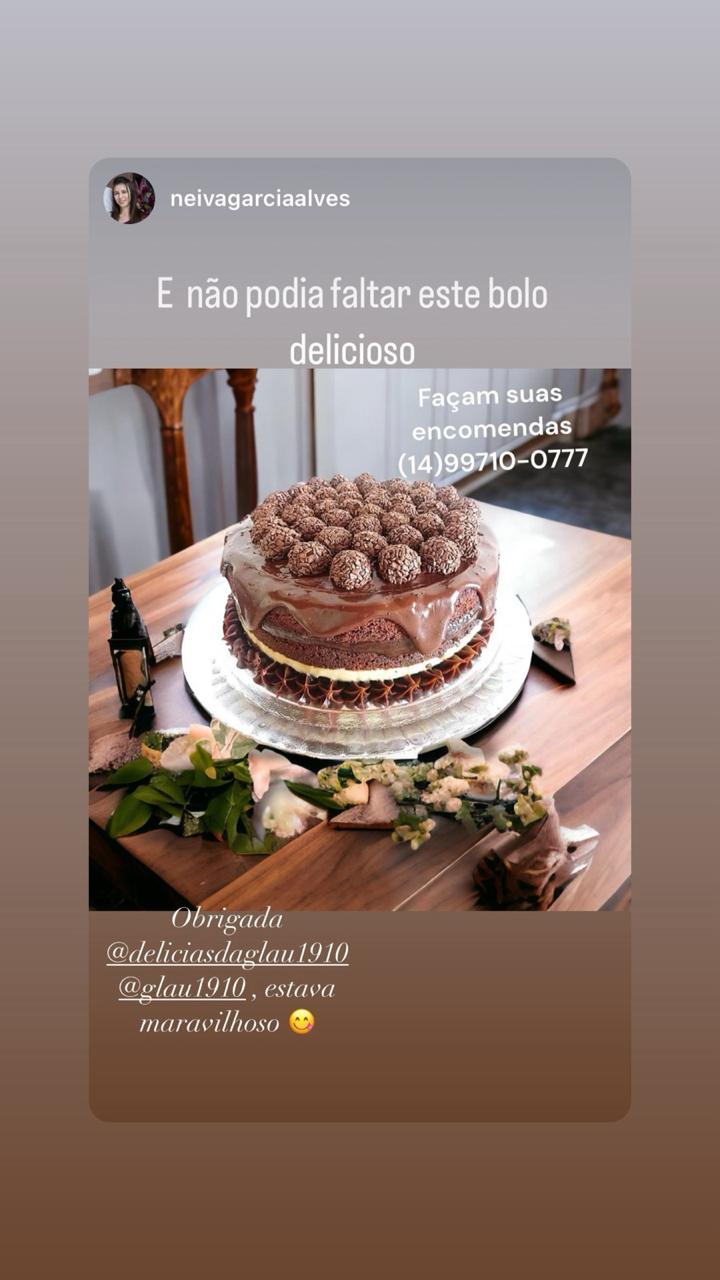 neivagarciaalves
E não podia faltar este bolo
delicioso
Façam suas
encomendas
(14)99710-0777
Obrigada
@deliciasdaglau1910
@glau1910 , estava
maravilhoso 😋